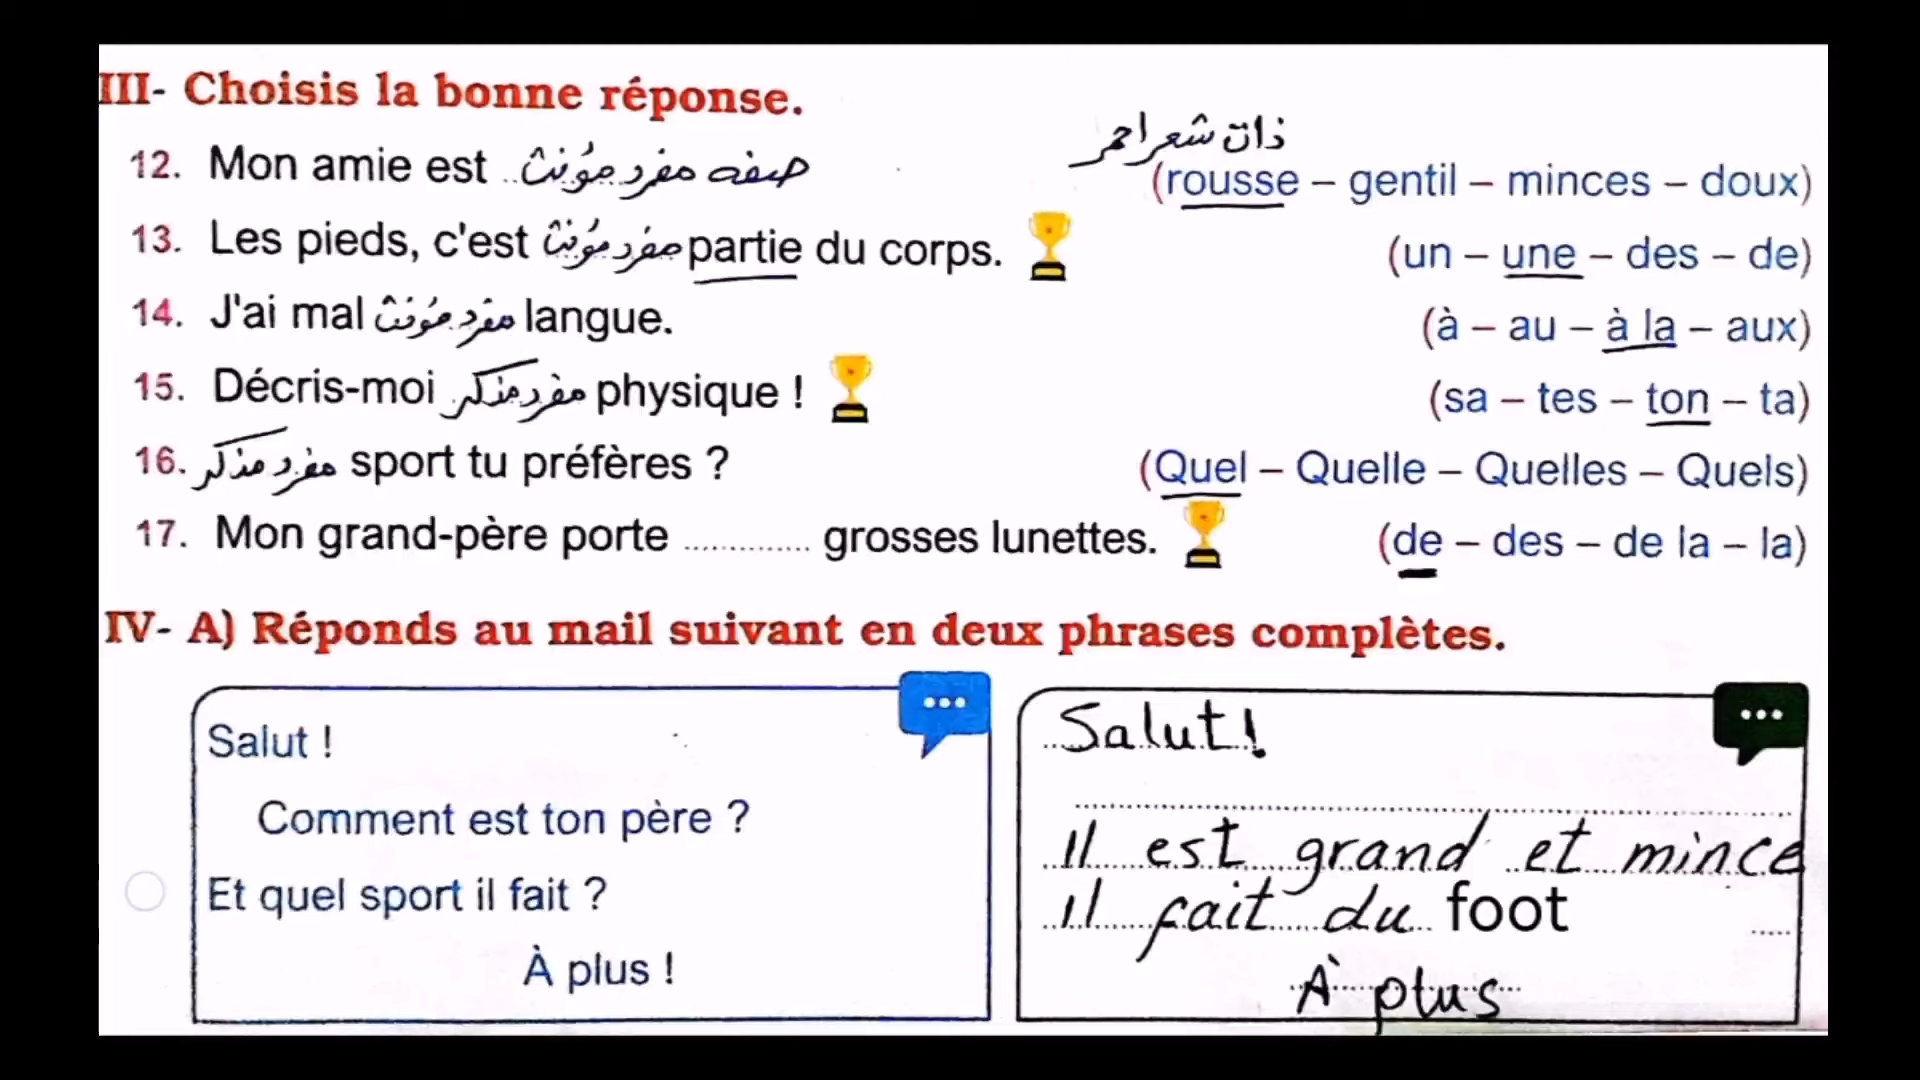 III- Choisis la bonne réponse.
ذات شعر احمر
12. Mon amie est صفه مفرد مؤنث (rousse – gentil – minces – doux)
13. Les pieds, c'est مفرد مؤنث partie du corps. (un – une – des – de)
14. J'ai mal مفرد مؤنث langue. (à – au – à la – aux)
15. Décris-moi مفرد مذكر physique ! (sa – tes – ton – ta)
16. مفرد مذكر sport tu préfères ? (Quel – Quelle – Quelles – Quels)
17. Mon grand-père porte ............ grosses lunettes. (de – des – de la – la)
IV- A) Réponds au mail suivant en deux phrases complètes.
Salut !
Comment est ton père ?
Et quel sport il fait ?
À plus !
Salut!
Il est grand et mince
il fait du foot
À plus